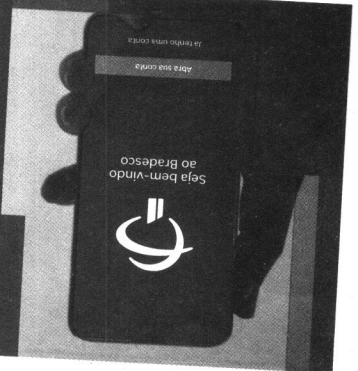 Seja bem-vindo
ao Bradesco
Abra sua conta
Já tenho uma conta